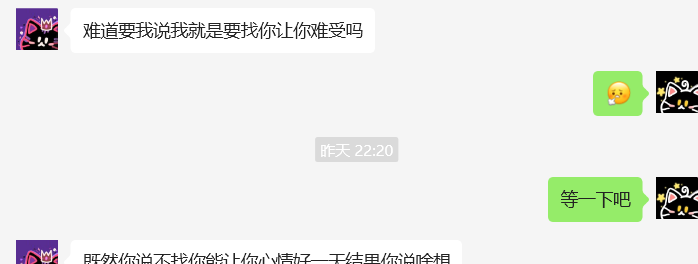 难道要我说我就是要找你让你难受吗
昨天 22:20
等一下吧
既然你说不找你能让你心情好一天结果你说啥想